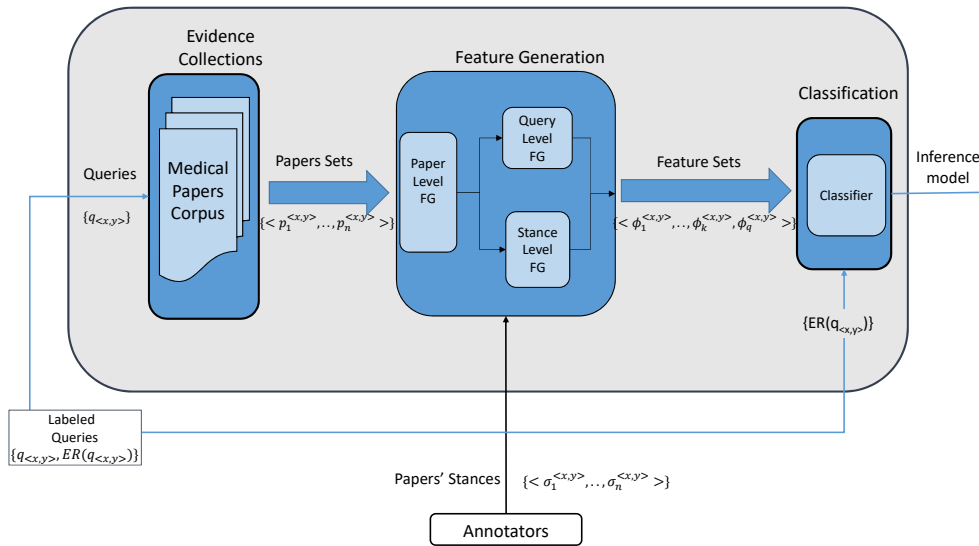 Evidence
Collections
Feature Generation
Classification
Queries
{q<x,y>}
Medical
Papers
Corpus
Papers Sets
{< p₁^{<x,y>},..,pₙ^{<x,y>} >}
Paper
Level
FG
Query
Level
FG
Stance
Level
FG
Feature Sets
{< ϕ₁^{<x,y>},..,ϕₖ^{<x,y>},ϕ_q^{<x,y>} >}
Classifier
Inference
model
{ER(q<x,y>)}
Labeled
Queries
{q<x,y>,ER(q<x,y>)}
Papers' Stances
{< σ₁^{<x,y>},..,σₙ^{<x,y>} >}
Annotators